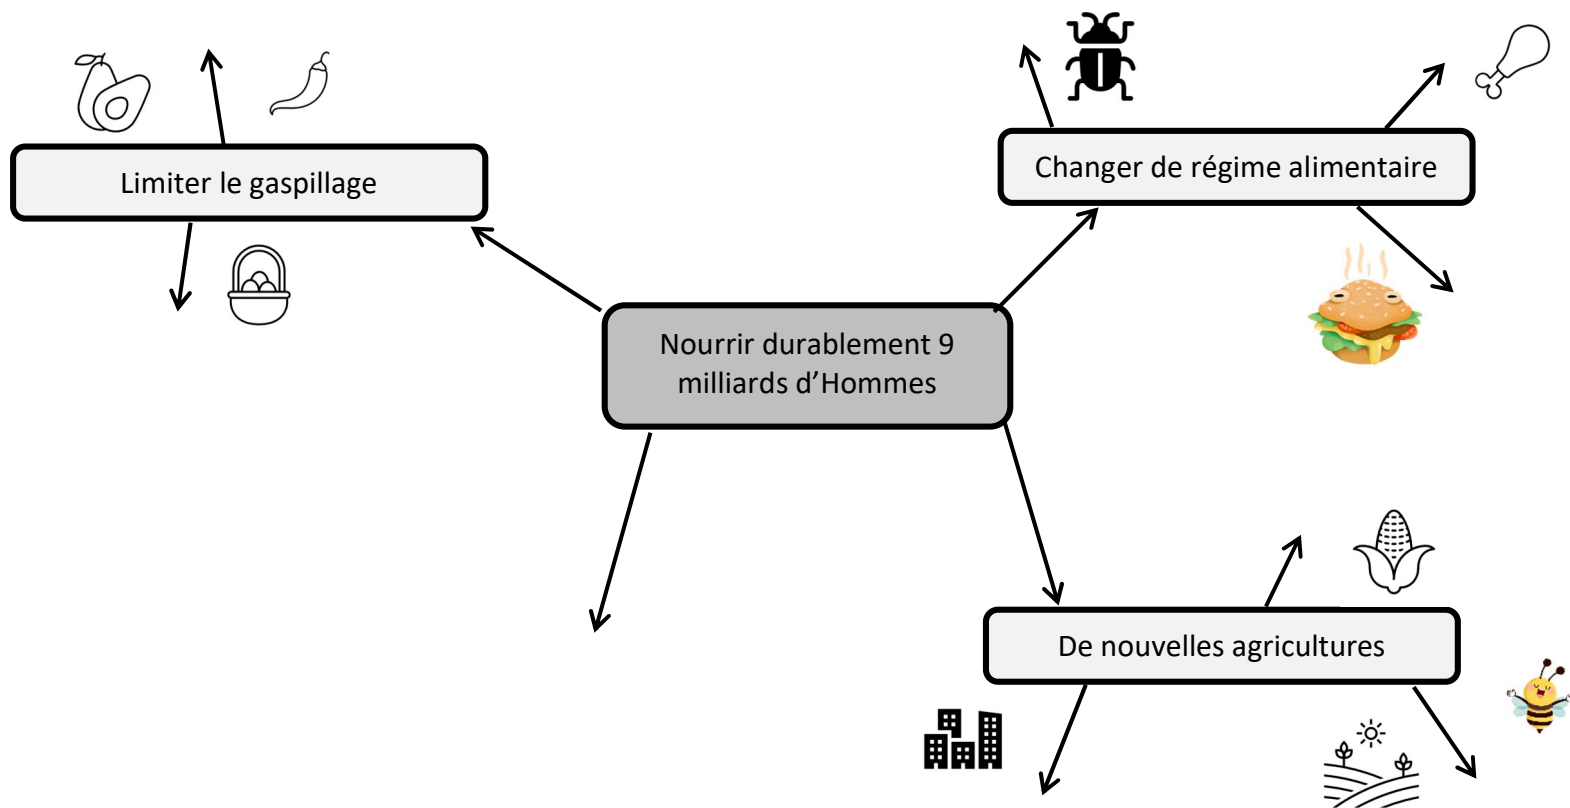 Limiter le gaspillage
Changer de régime alimentaire
Nourrir durablement 9
milliards d’Hommes
De nouvelles agricultures